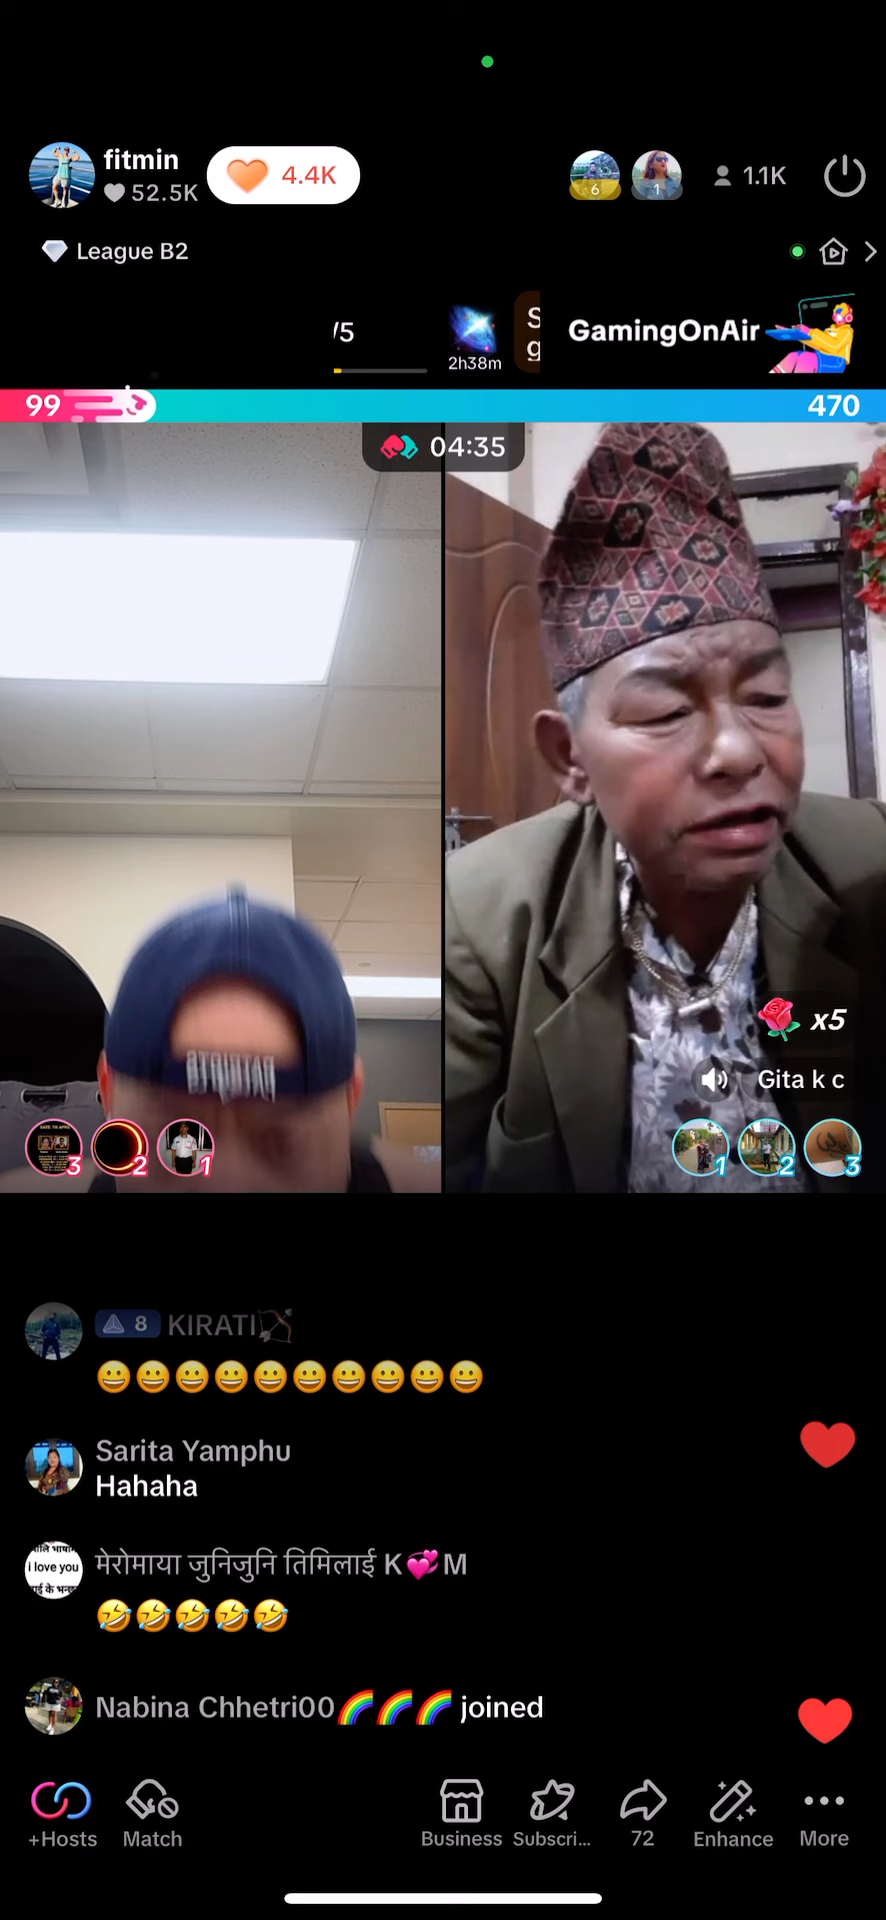 fitmin
52.5K
4.4K
6
1
1.1K
League B2
/5
2h38m
S
g
GamingOnAir
99
470
04:35
x5
Gita k c
3
2
1
1
2
3
8 KIRATI🏹
😀😀😀😀😀😀😀😀😀😀
Sarita Yamphu
Hahaha
i love you
मेरोमाया जुनिजुनि तिमिलाई K💞M
🤣🤣🤣🤣🤣
Nabina Chhetri00🌈🌈🌈 joined
+Hosts
Match
Business
Subscri...
72
Enhance
More